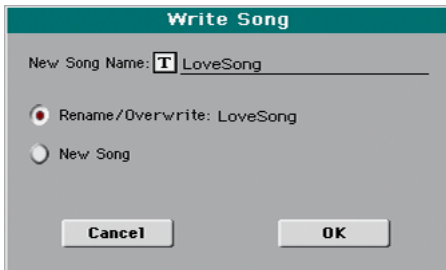 Write Song
New Song Name: T LoveSong
Rename/Overwrite: LoveSong
New Song
Cancel OK